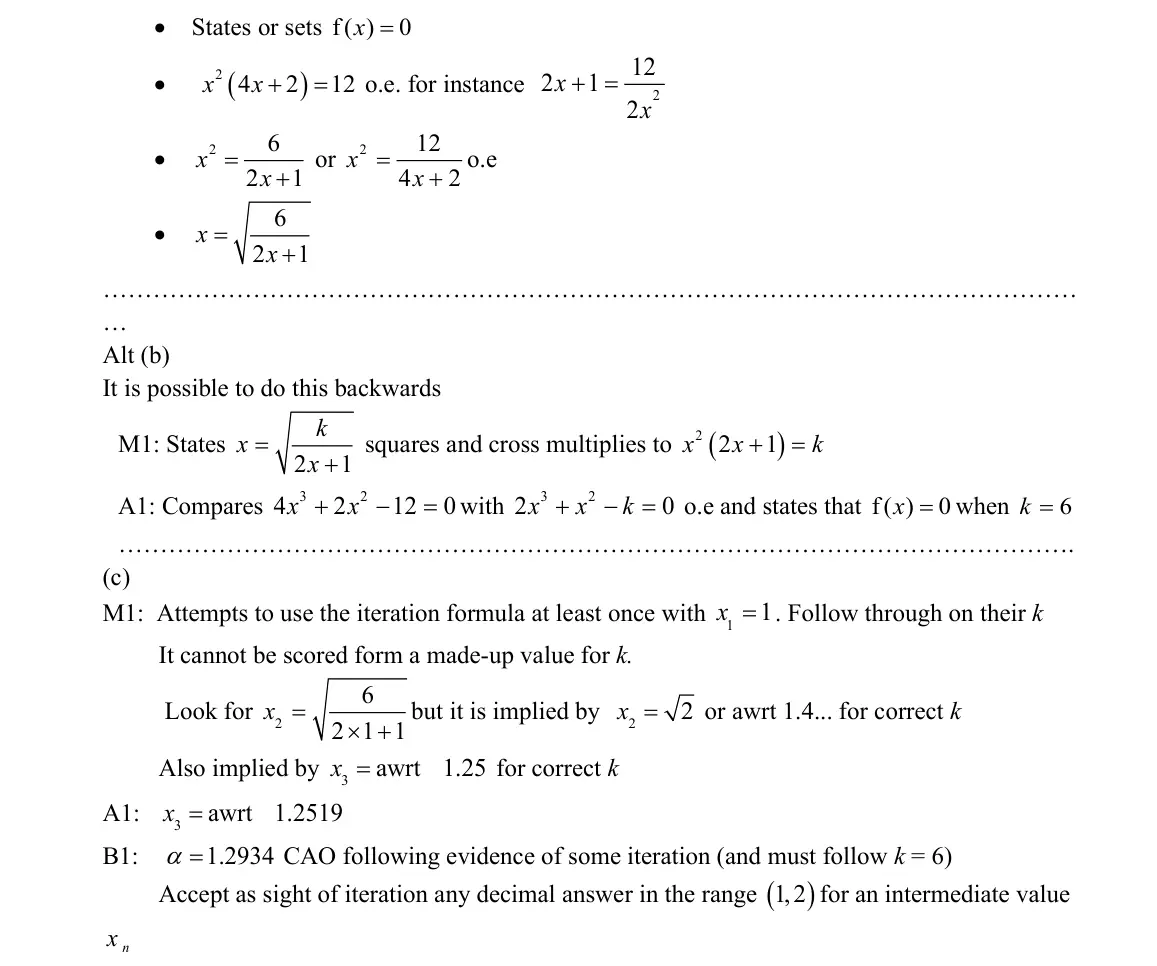 • States or sets f(x) = 0
• x²(4x + 2) = 12 o.e. for instance 2x + 1 = 12/2x²
• x² = 6/(2x + 1) or x² = 12/(4x + 2) o.e
• x = √(6/(2x + 1))
…………………………………………………………………………………………………………
…
Alt (b)
It is possible to do this backwards
M1: States x = √(k/(2x + 1)) squares and cross multiplies to x²(2x + 1) = k
A1: Compares 4x³ + 2x² − 12 = 0 with 2x³ + x² − k = 0 o.e and states that f(x) = 0 when k = 6
……………………………………………………………………………………………………….
(c)
M1: Attempts to use the iteration formula at least once with x₁ = 1. Follow through on their k
It cannot be scored form a made-up value for k.
Look for x₂ = √(6/(2×1+1)) but it is implied by x₂ = √2 or awrt 1.4... for correct k
Also implied by x₃ = awrt 1.25 for correct k
A1: x₃ = awrt 1.2519
B1: α = 1.2934 CAO following evidence of some iteration (and must follow k = 6)
Accept as sight of iteration any decimal answer in the range (1, 2) for an intermediate value
xₙ